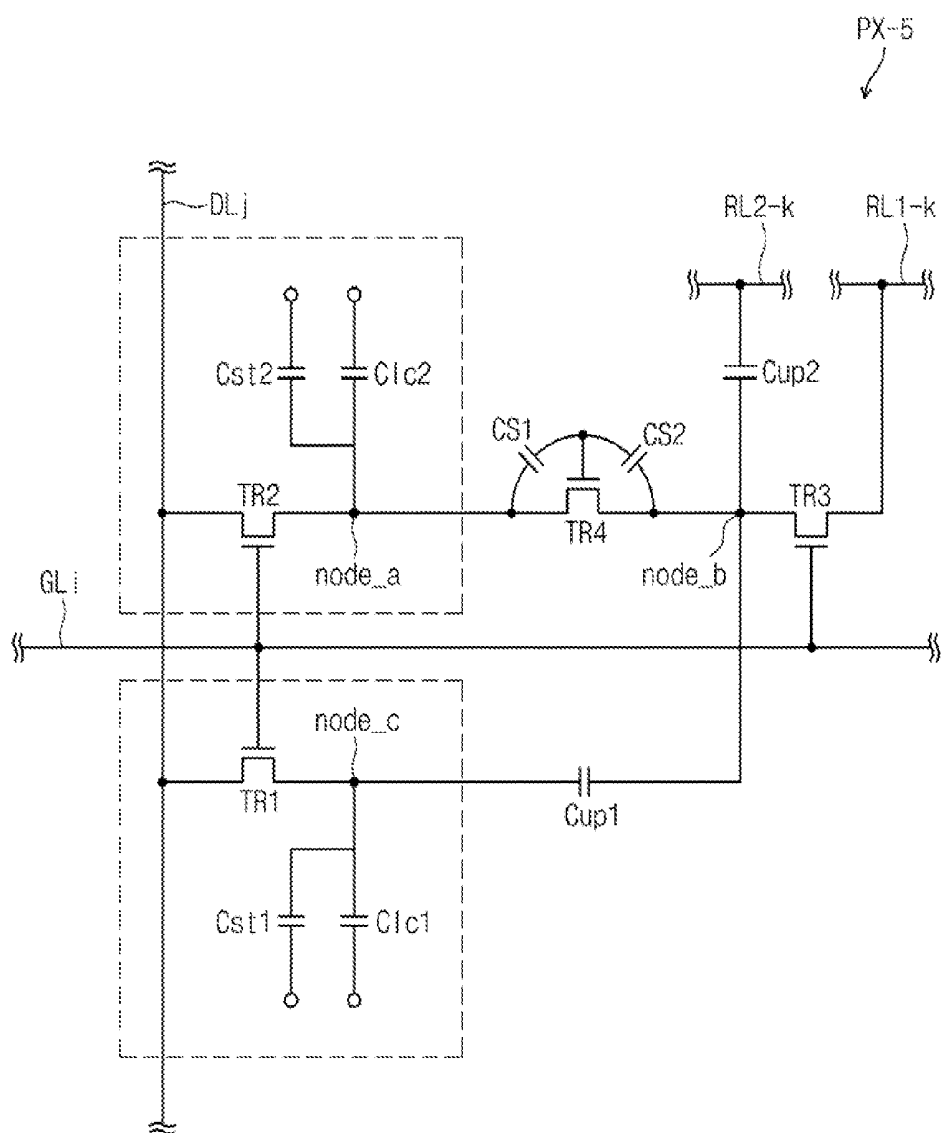 PX-5
DLj
RL2-k
RL1-k
Cst2
Clc2
Cup2
CS1
CS2
TR2
TR4
TR3
node_a
node_b
GLi
node_c
TR1
Cup1
Cst1
Clc1